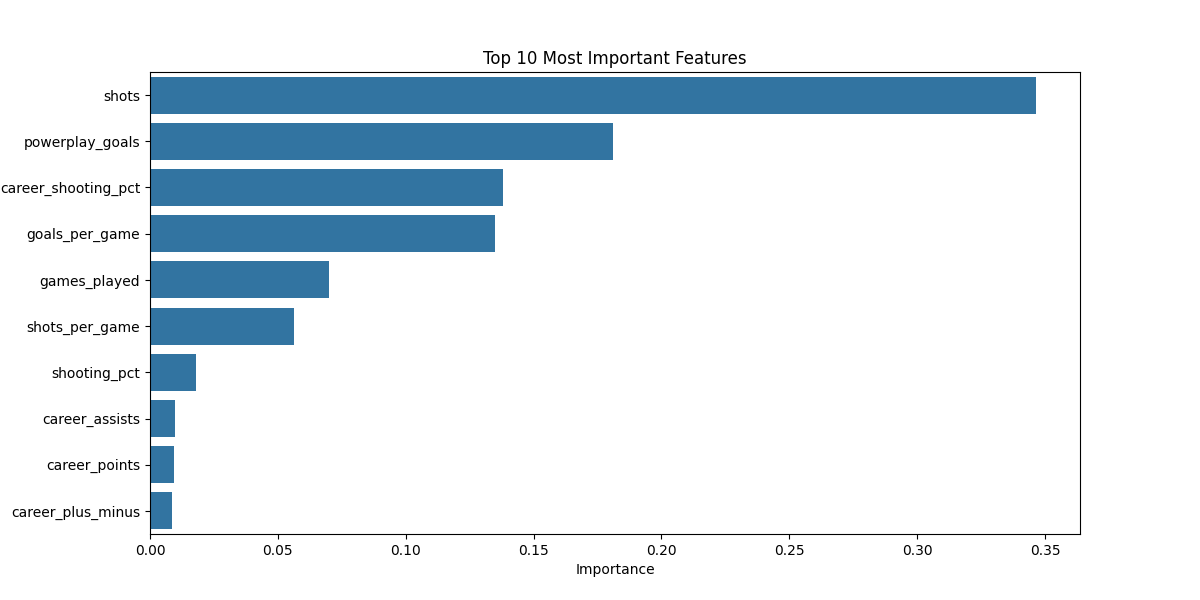 Top 10 Most Important Features
shots
powerplay_goals
career_shooting_pct
goals_per_game
games_played
shots_per_game
shooting_pct
career_assists
career_points
career_plus_minus
0.00 0.05 0.10 0.15 0.20 0.25 0.30 0.35
Importance